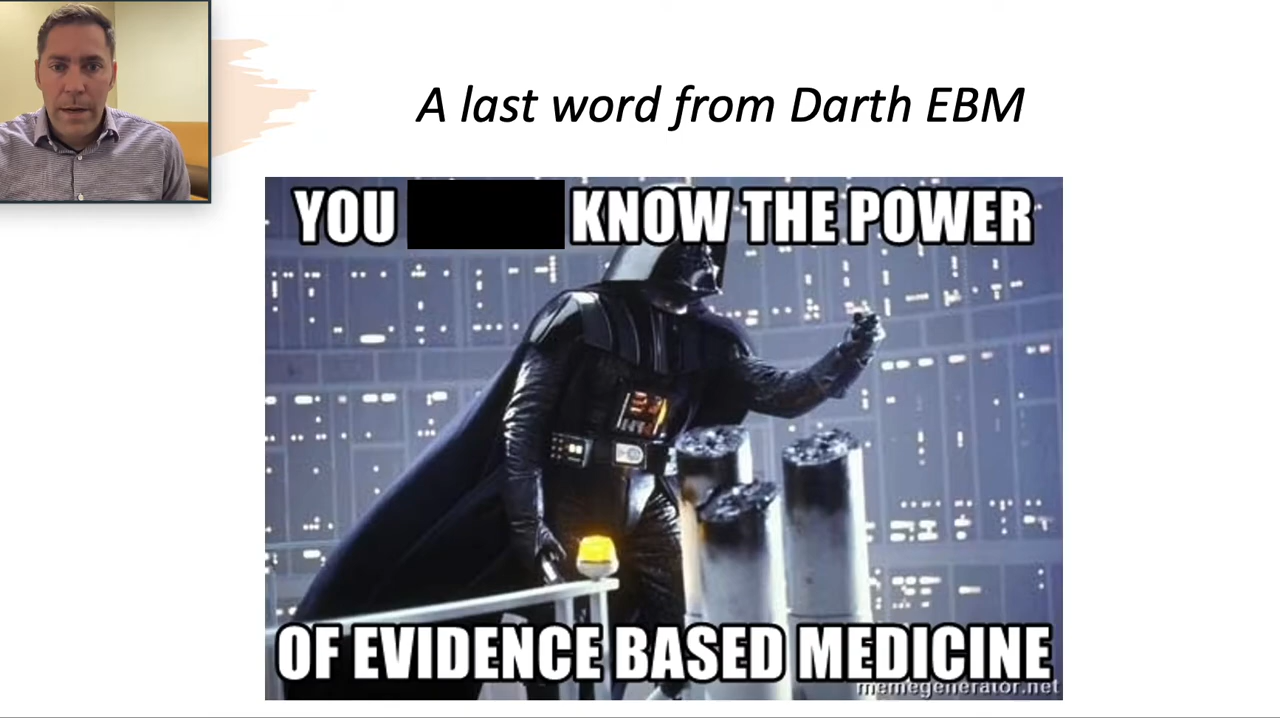 A last word from Darth EBM
YOU KNOW THE POWER
OF EVIDENCE BASED MEDICINE
memegenerator.net